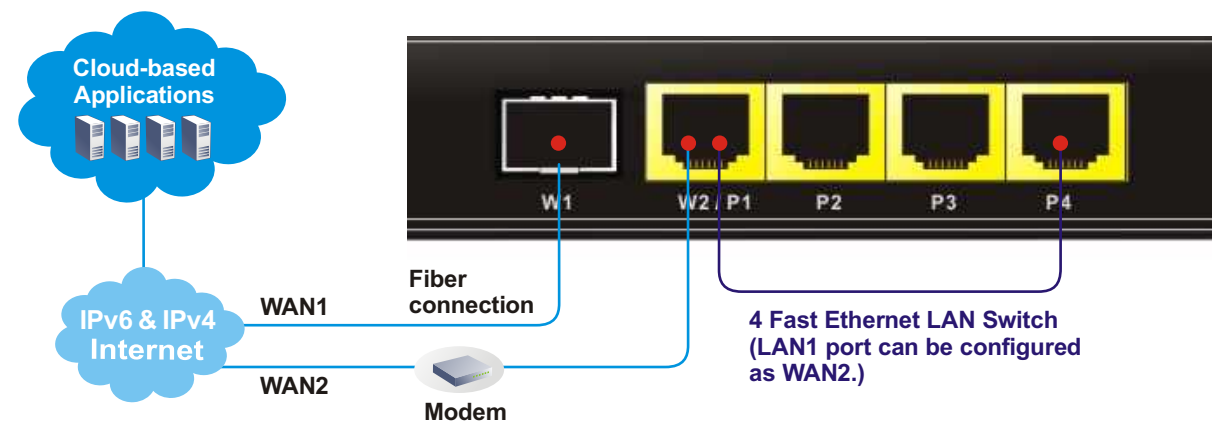 Cloud-based
Applications
W1
W2 / P1
P2
P3
P4
Fiber
connection
WAN1
IPv6 & IPv4
Internet
4 Fast Ethernet LAN Switch
(LAN1 port can be configured
as WAN2.)
WAN2
Modem